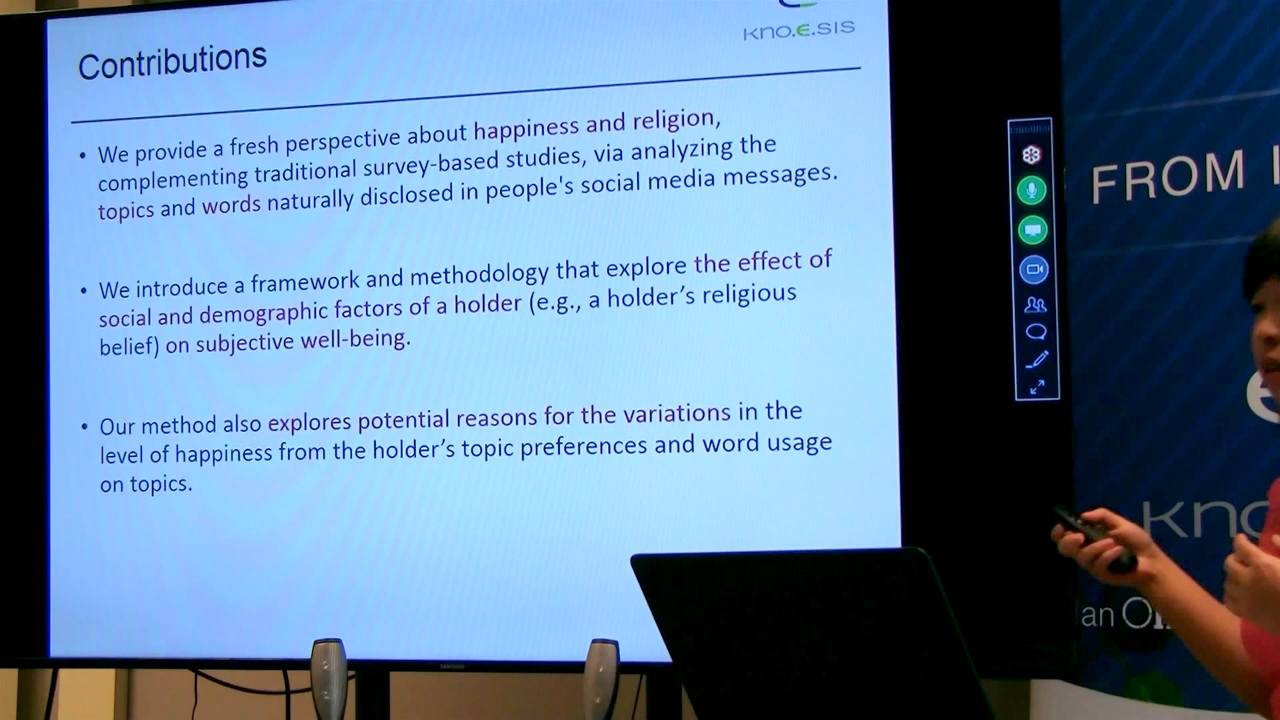 kno.e.sis
Contributions
• We provide a fresh perspective about happiness and religion,
complementing traditional survey-based studies, via analyzing the
topics and words naturally disclosed in people's social media messages.
• We introduce a framework and methodology that explore the effect of
social and demographic factors of a holder (e.g., a holder’s religious
belief) on subjective well-being.
• Our method also explores potential reasons for the variations in the
level of happiness from the holder’s topic preferences and word usage
on topics.
SAMSUNG
FROM
kno
an